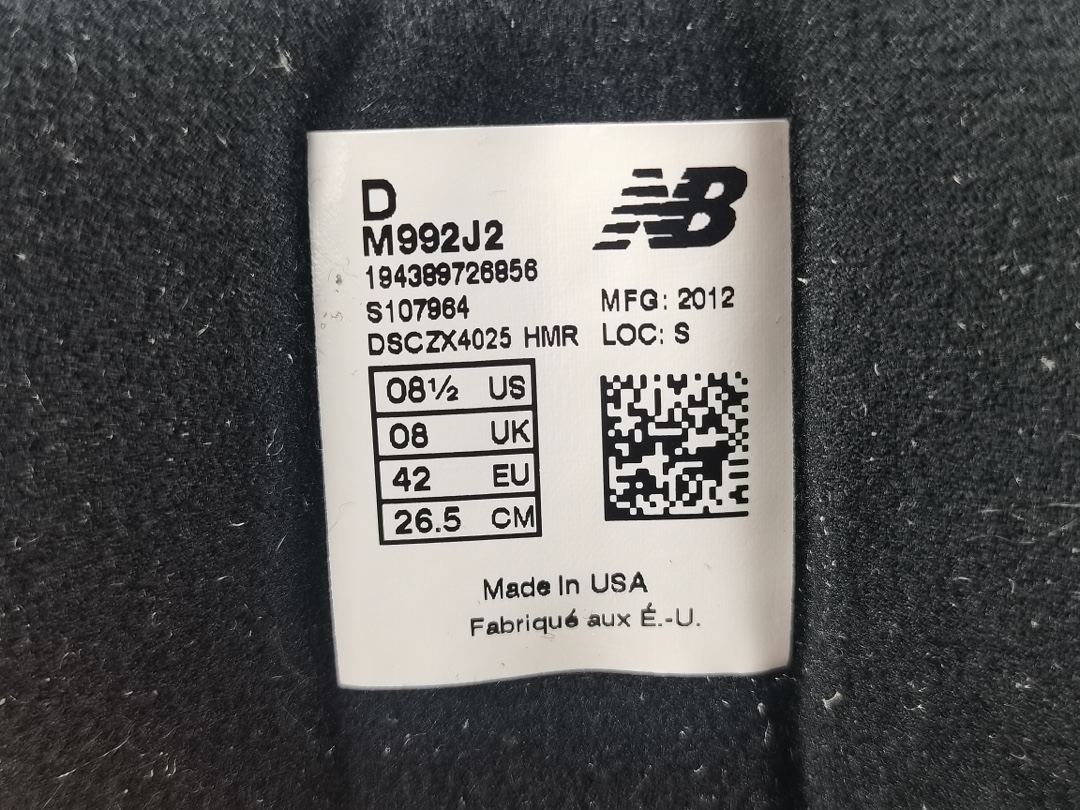 D
NB
M992J2
194389726856
S107964
MFG: 2012
DSCZX4025 HMR
LOC: S
08½ US
08 UK
42 EU
26.5 CM
Made In USA
Fabriqué aux É.-U.